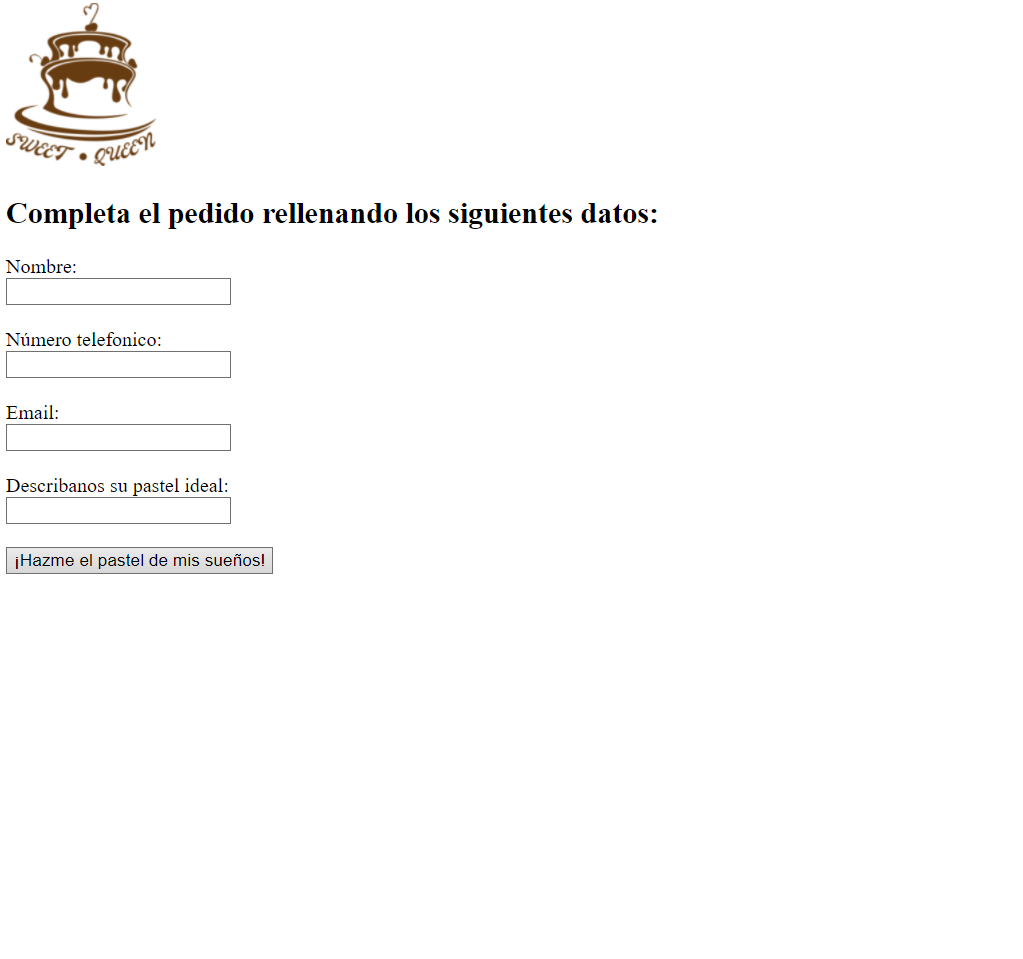 SWEET • QUEEN
Completa el pedido rellenando los siguientes datos:
Nombre:
Número telefonico:
Email:
Describanos su pastel ideal:
¡Hazme el pastel de mis sueños!